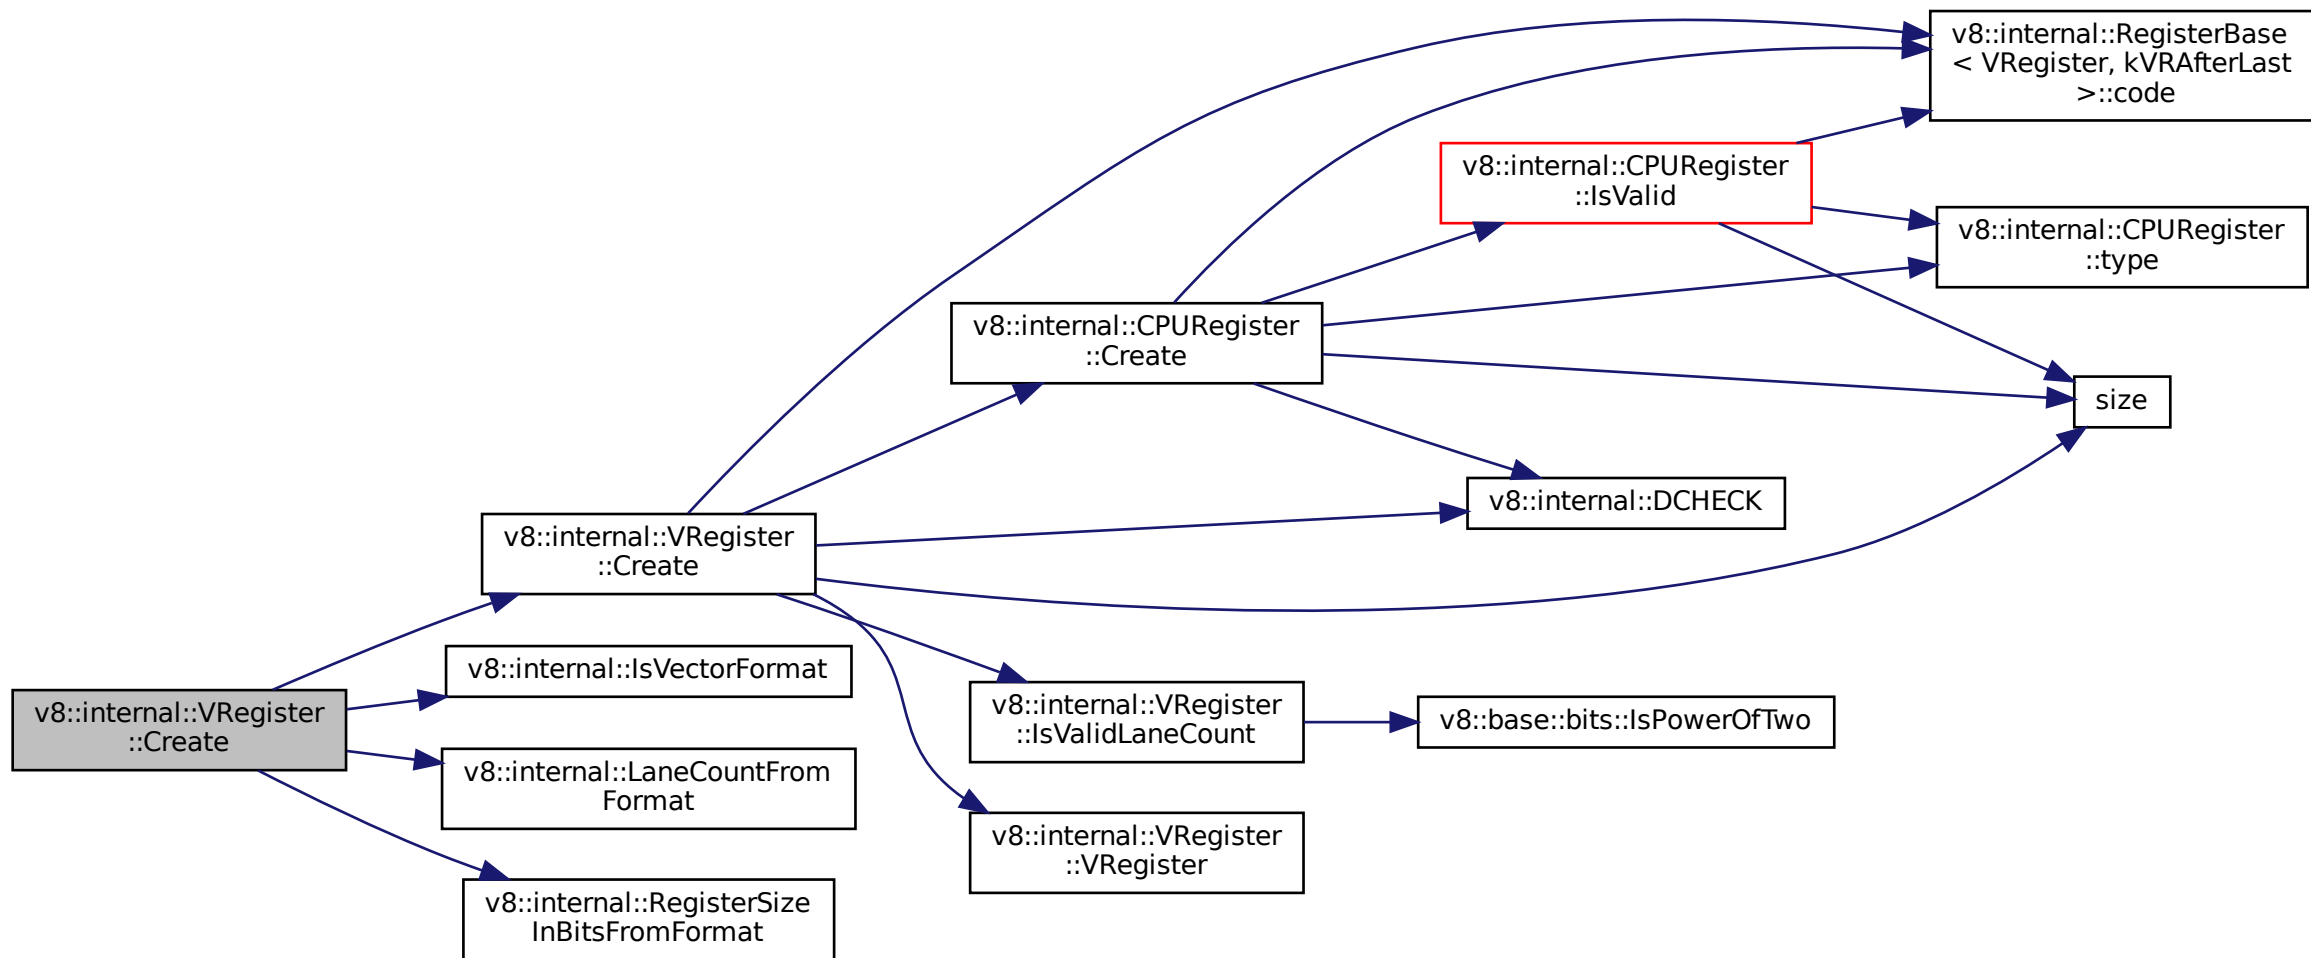 v8::internal::RegisterBase
< VRegister, kVRAfterLast
>::code
v8::internal::CPURegister
::IsValid
v8::internal::CPURegister
::type
v8::internal::CPURegister
::Create
size
v8::internal::DCHECK
v8::internal::VRegister
::Create
v8::internal::IsVectorFormat
v8::internal::VRegister
::Create
v8::internal::VRegister
::IsValidLaneCount
v8::base::bits::IsPowerOfTwo
v8::internal::LaneCountFrom
Format
v8::internal::VRegister
::VRegister
v8::internal::RegisterSize
InBitsFromFormat